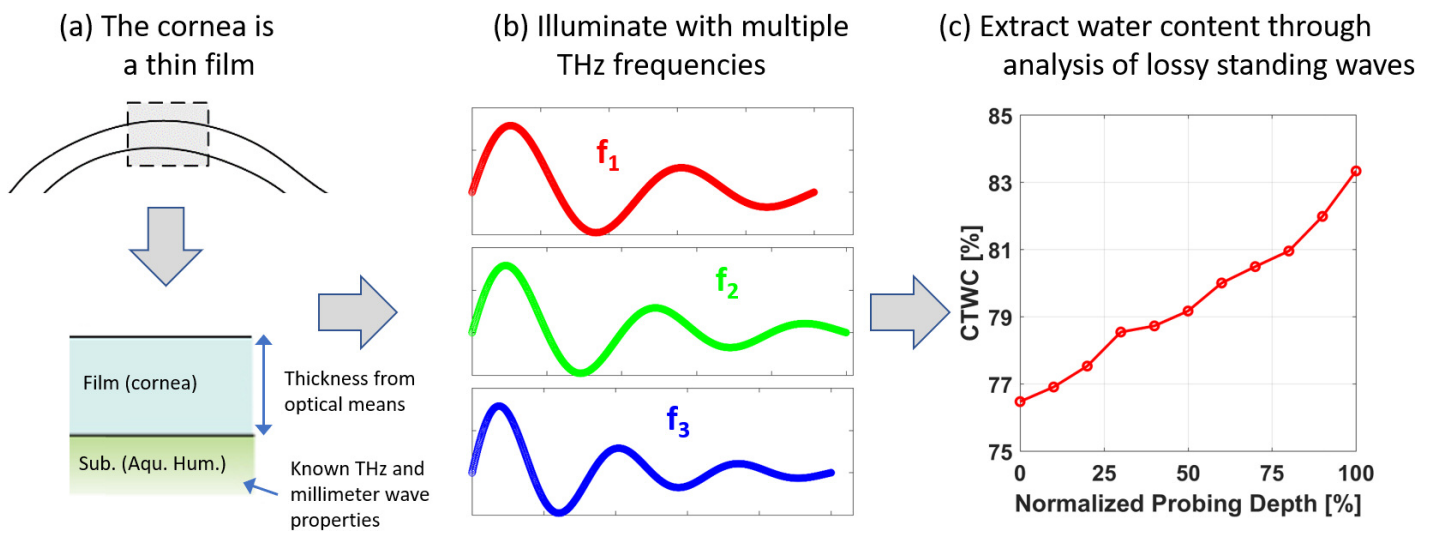 (a) The cornea is
a thin film
Film (cornea)
Thickness from
optical means
Sub. (Aqu. Hum.)
Known THz and
millimeter wave
properties
(b) Illuminate with multiple
THz frequencies
f1
f2
f3
(c) Extract water content through
analysis of lossy standing waves
CTWC [%]
85
83
81
79
77
75
0
25
50
75
100
Normalized Probing Depth [%]